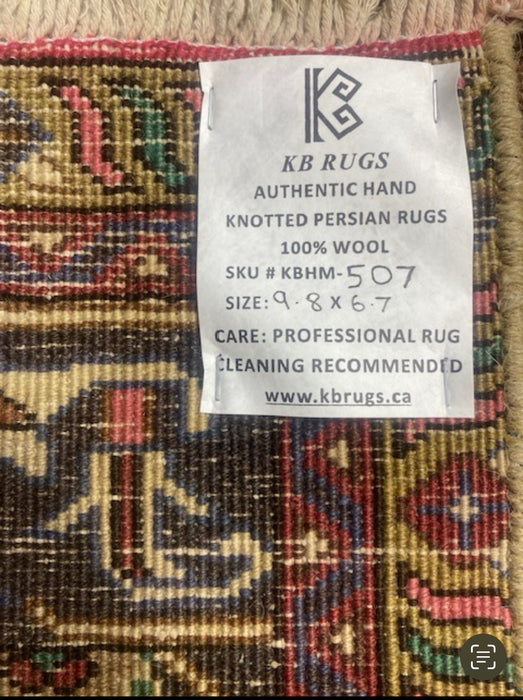 KB RUGS
AUTHENTIC HAND
KNOTTED PERSIAN RUGS
100% WOOL
SKU # KBHM-507
SIZE: 9.8 X 6.7
CARE: PROFESSIONAL RUG
CLEANING RECOMMENDED
www.kbrugs.ca